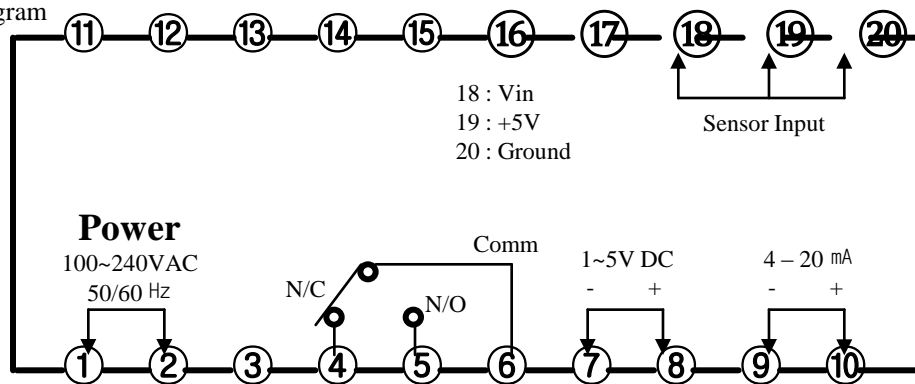 gram
11 12 13 14 15 16 17 18 19 20
18 : Vin
19 : +5V
20 : Ground
Sensor Input
Power
100~240VAC
50/60 Hz
N/C
N/O
Comm
1~5V DC
- +
4 – 20 mA
- +
1 2 3 4 5 6 7 8 9 10